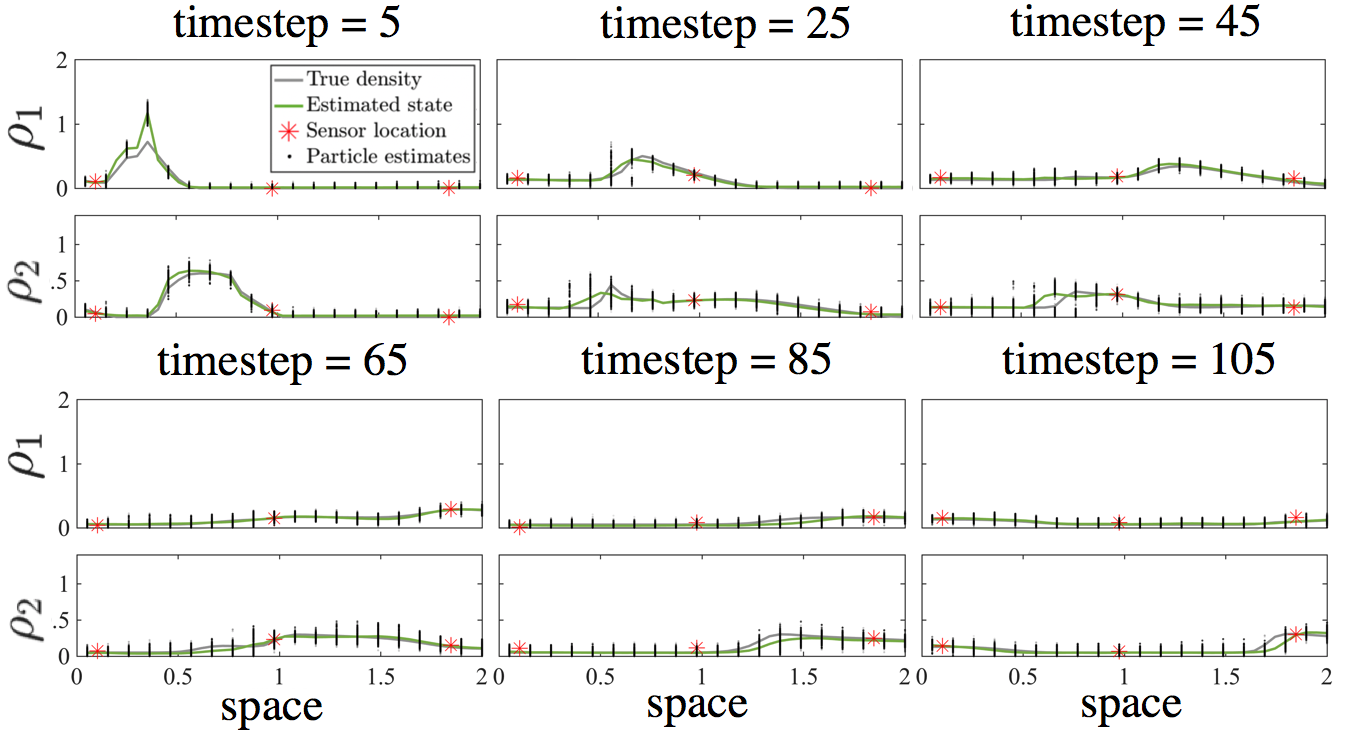 timestep = 5
timestep = 25
timestep = 45
2
1
0
ρ1
True density
Estimated state
Sensor location
Particle estimates
1
.5
0
ρ2
timestep = 65
timestep = 85
timestep = 105
2
1
0
ρ1
1
.5
0
ρ2
0 0.5 1 1.5 2
0 0.5 1 1.5 2
0 0.5 1 1.5 2
space
space
space